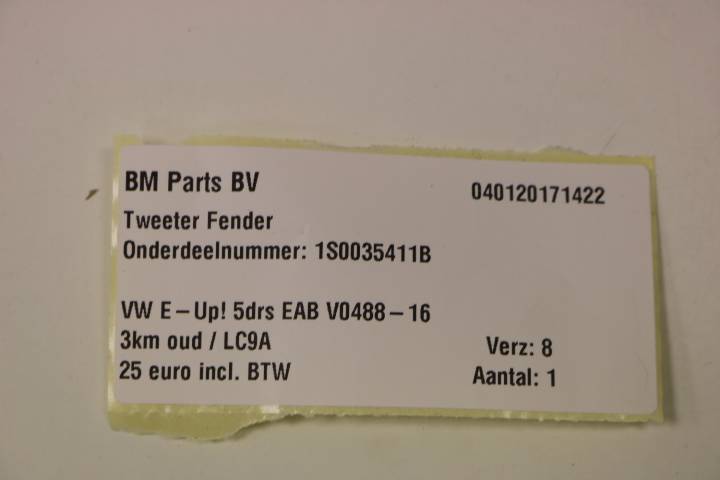 BM Parts BV 040120171422
Tweeter Fender
Onderdeelnummer: 1S0035411B
VW E-Up! 5drs EAB V0488-16
3km oud / LC9A Verz: 8
25 euro incl. BTW Aantal: 1